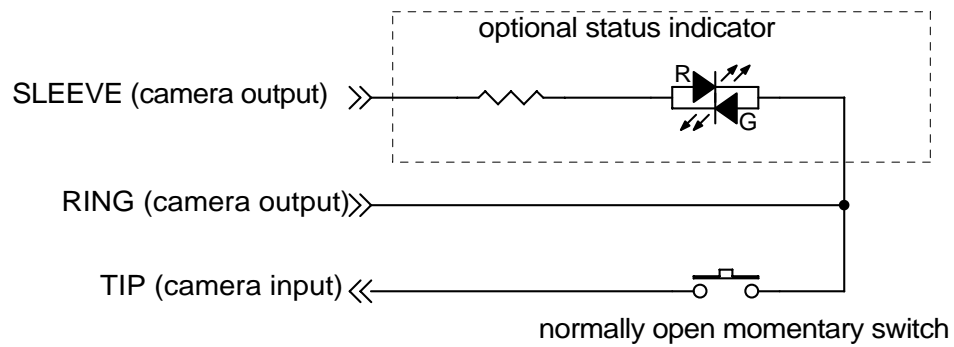 optional status indicator
R
SLEEVE (camera output)
G
RING (camera output)
TIP (camera input)
normally open momentary switch